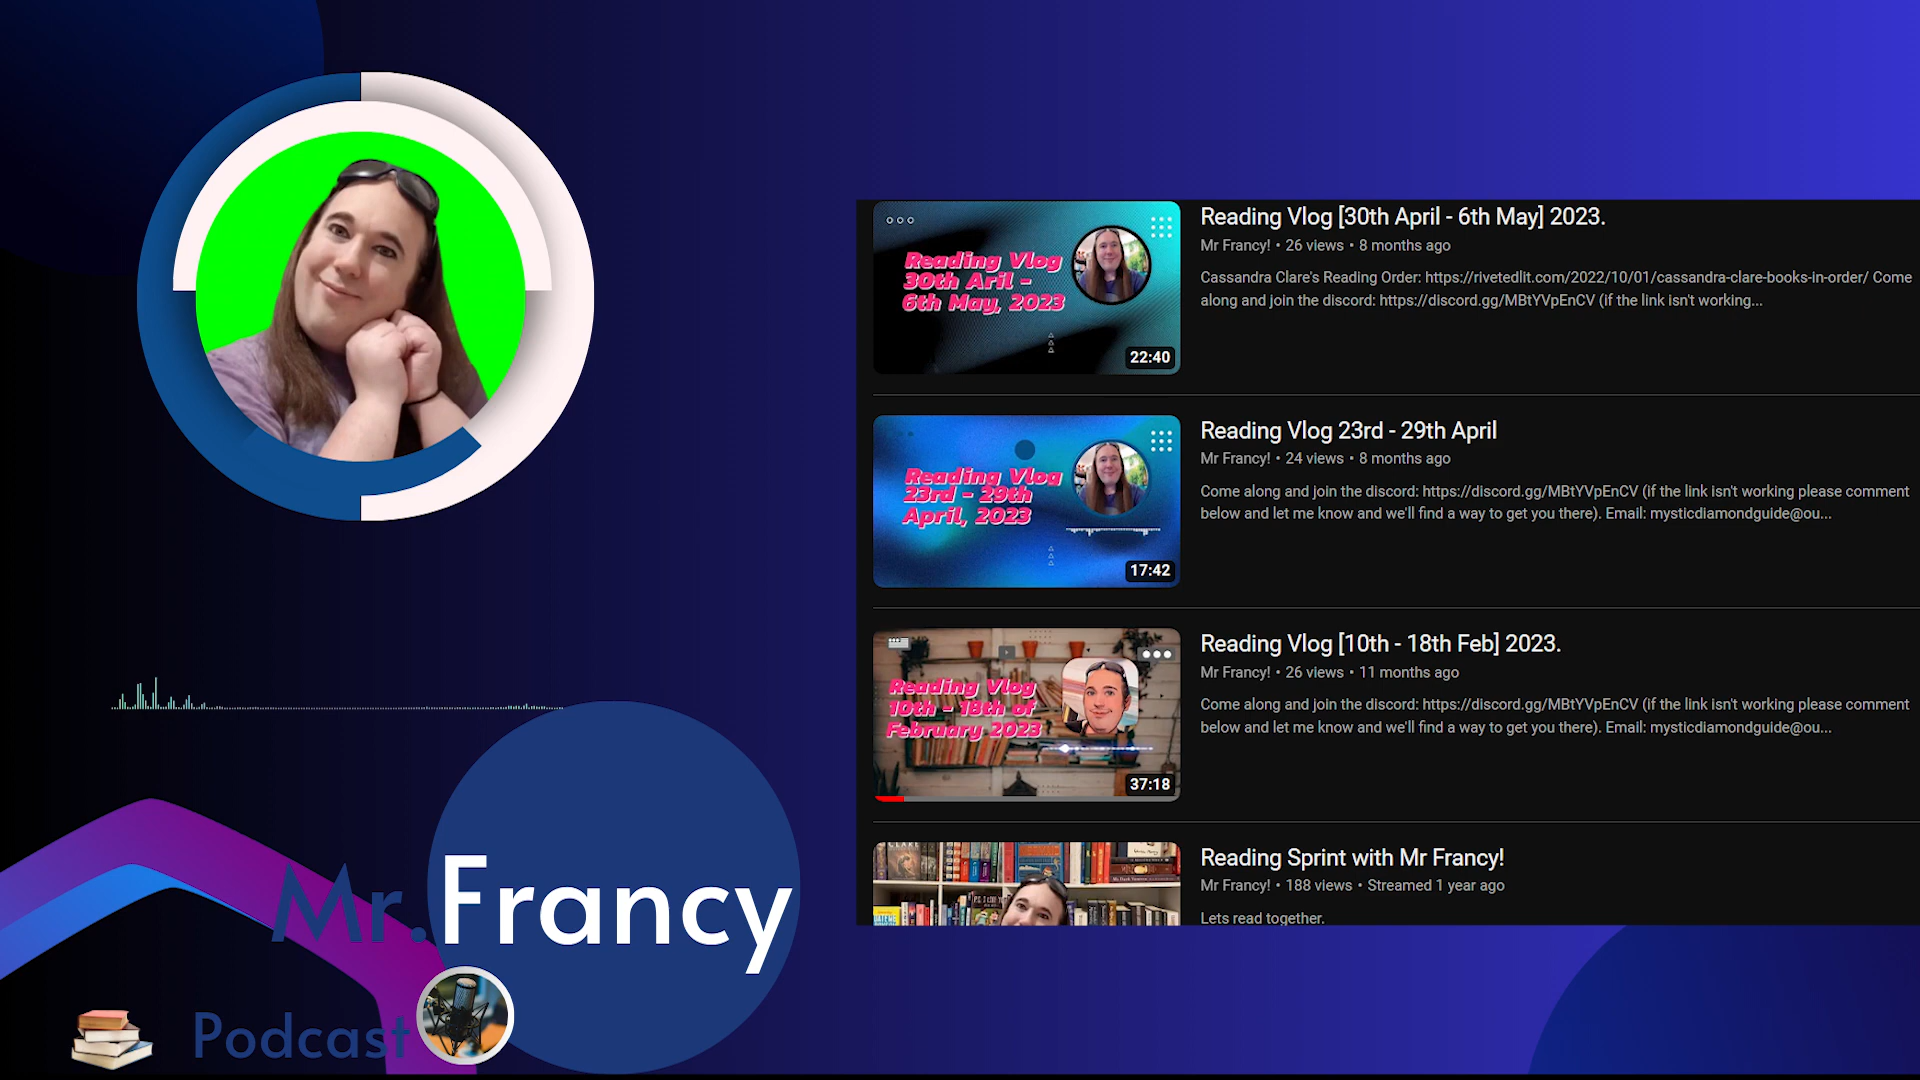 Reading Vlog
30th Aril -
6th May, 2023
22:40
Reading Vlog [30th April - 6th May] 2023.
Mr Francy! • 26 views • 8 months ago
Cassandra Clare's Reading Order: https://rivetedlit.com/2022/10/01/cassandra-clare-books-in-order/ Come
along and join the discord: https://discord.gg/MBtYVpEnCV (if the link isn't working...
Reading Vlog
23rd - 29th
April, 2023
17:42
Reading Vlog 23rd - 29th April
Mr Francy! • 24 views • 8 months ago
Come along and join the discord: https://discord.gg/MBtYVpEnCV (if the link isn't working please comment
below and let me know and we'll find a way to get you there). Email: mysticdiamondguide@ou...
Reading Vlog
10th - 18th of
February 2023
37:18
Reading Vlog [10th - 18th Feb] 2023.
Mr Francy! • 26 views • 11 months ago
Come along and join the discord: https://discord.gg/MBtYVpEnCV (if the link isn't working please comment
below and let me know and we'll find a way to get you there). Email: mysticdiamondguide@ou...
Reading Sprint with Mr Francy!
Mr Francy! • 188 views • Streamed 1 year ago
Lets read together.
Mr. Francy
Podcast